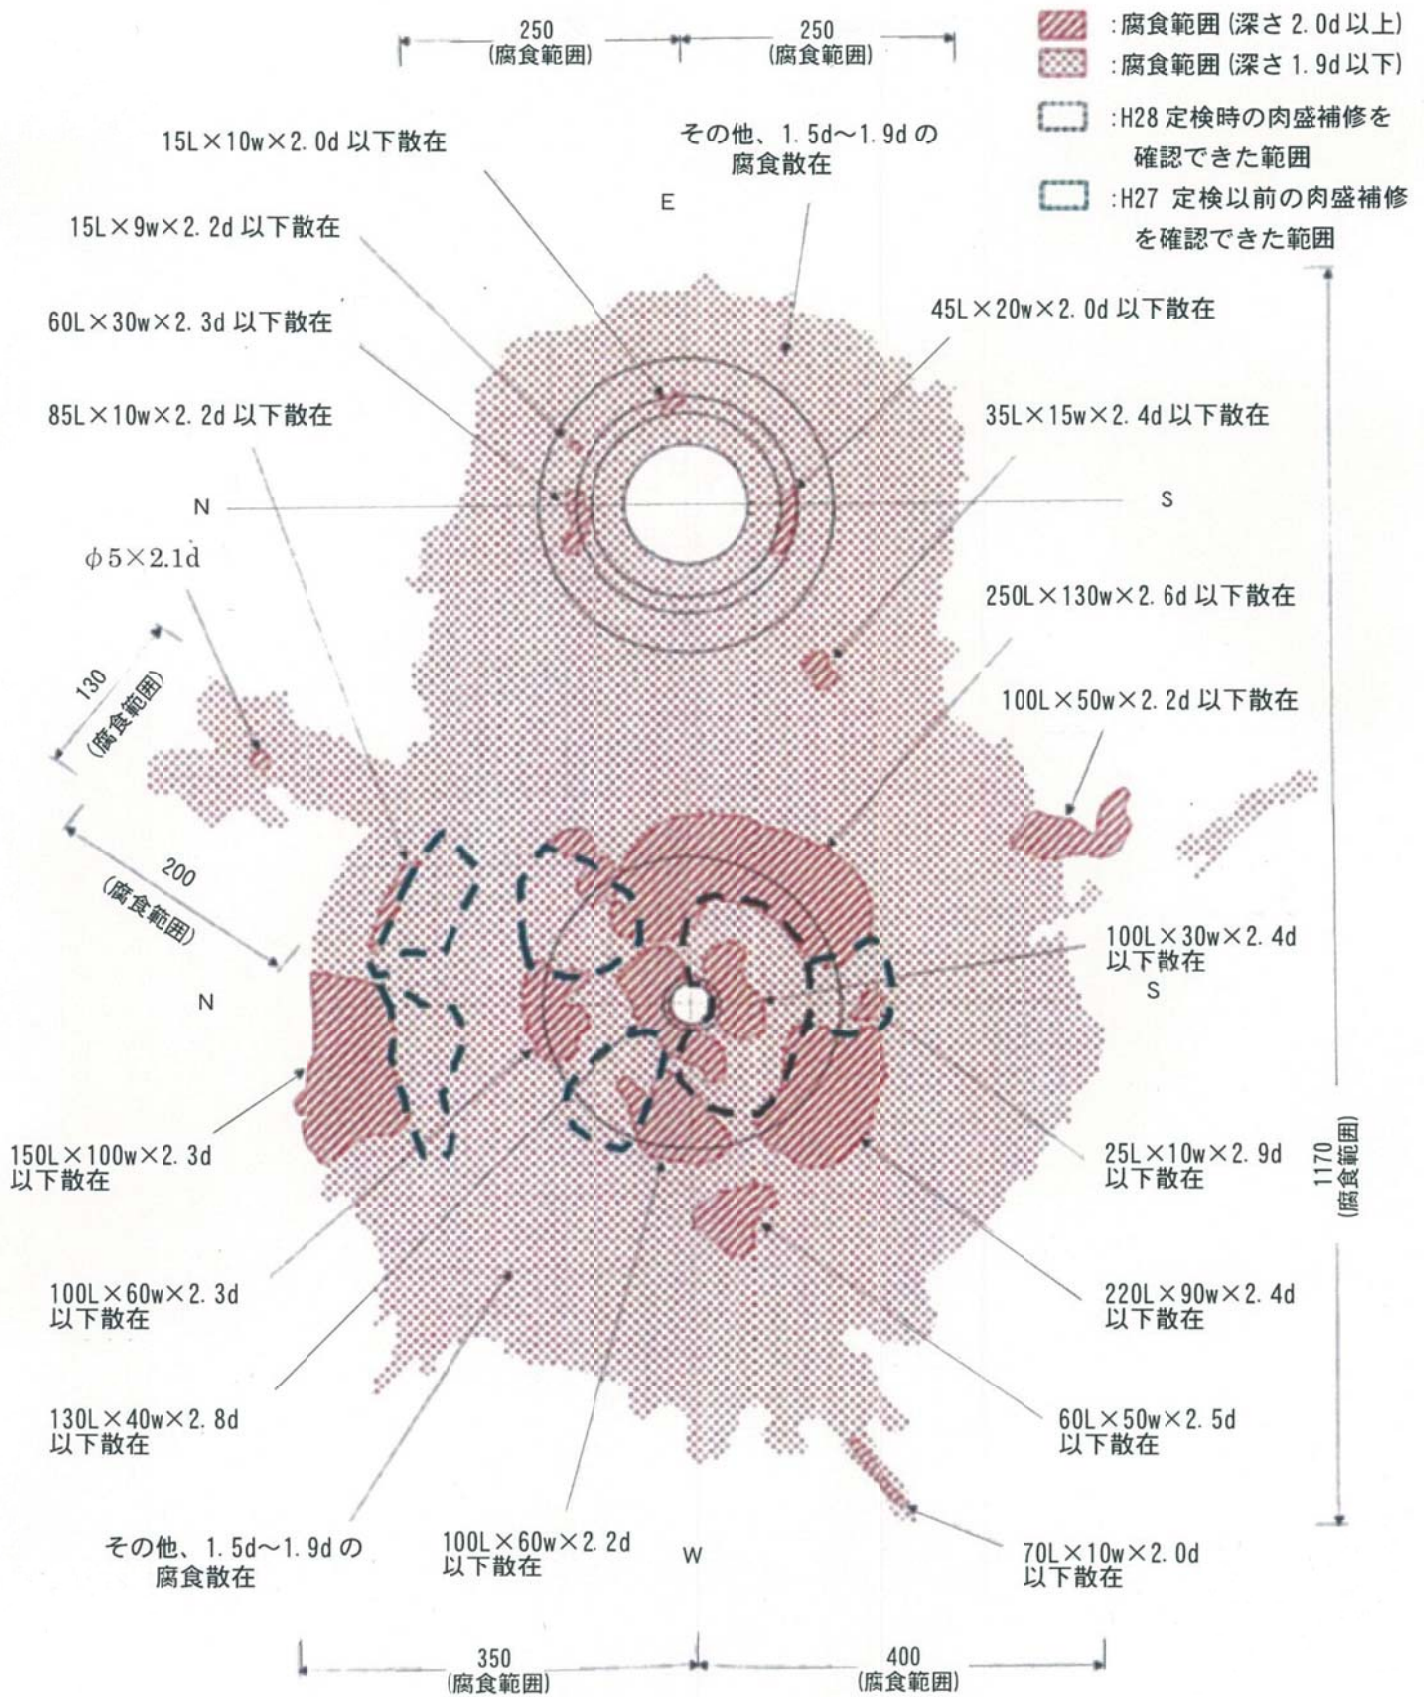 250
(腐食範囲)
250
(腐食範囲)
:腐食範囲(深さ2.0d以上)
:腐食範囲(深さ1.9d以下)
:H28 定検時の肉盛補修を
確認できた範囲
:H27 定検以前の肉盛補修
を確認できた範囲
15L×10w×2.0d 以下散在
その他、1.5d～1.9dの
腐食散在
E
15L×9w×2.2d 以下散在
60L×30w×2.3d 以下散在
45L×20w×2.0d 以下散在
85L×10w×2.2d 以下散在
35L×15w×2.4d 以下散在
N
S
φ5×2.1d
250L×130w×2.6d 以下散在
130
(腐食範囲)
100L×50w×2.2d 以下散在
200
(腐食範囲)
100L×30w×2.4d
以下散在
N
S
150L×100w×2.3d
以下散在
25L×10w×2.9d
以下散在
1170
(腐食範囲)
100L×60w×2.3d
以下散在
220L×90w×2.4d
以下散在
130L×40w×2.8d
以下散在
60L×50w×2.5d
以下散在
その他、1.5d～1.9dの
腐食散在
100L×60w×2.2d
以下散在
W
70L×10w×2.0d
以下散在
350
(腐食範囲)
400
(腐食範囲)